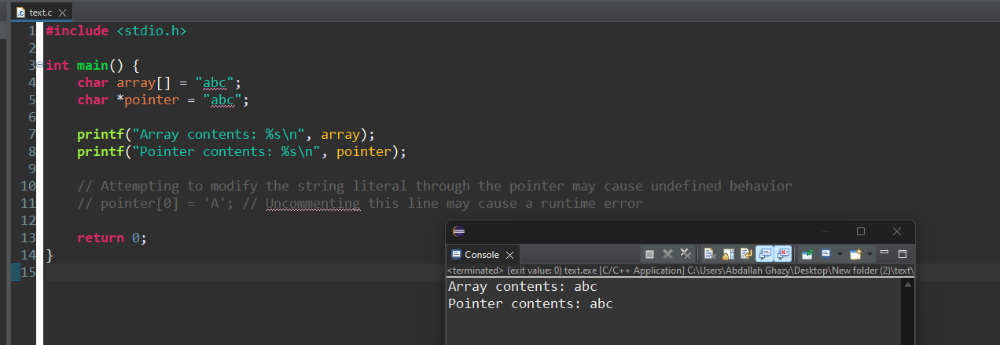 text.c
1 #include <stdio.h>
2
3 int main() {
4     char array[] = "abc";
5     char *pointer = "abc";
6
7     printf("Array contents: %s\n", array);
8     printf("Pointer contents: %s\n", pointer);
9
10     // Attempting to modify the string literal through the pointer may cause undefined behavior
11     // pointer[0] = 'A'; // Uncommenting this line may cause a runtime error
12
13     return 0;
14 }
15
Console
<terminated> (exit value: 0) text.exe [C/C++ Application] C:\Users\Abdallah Ghazy\Desktop\New folder (2)\text\
Array contents: abc
Pointer contents: abc